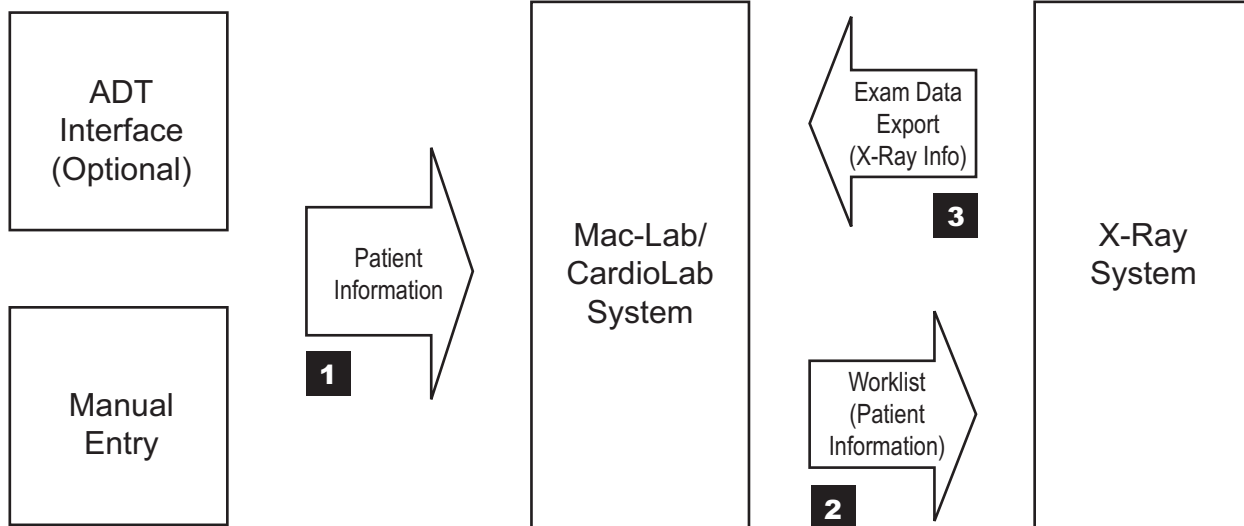 ADT
Interface
(Optional)
Manual
Entry
Patient
Information
1
Mac-Lab/
CardioLab
System
Exam Data
Export
(X-Ray Info)
3
Worklist
(Patient
Information)
2
X-Ray
System